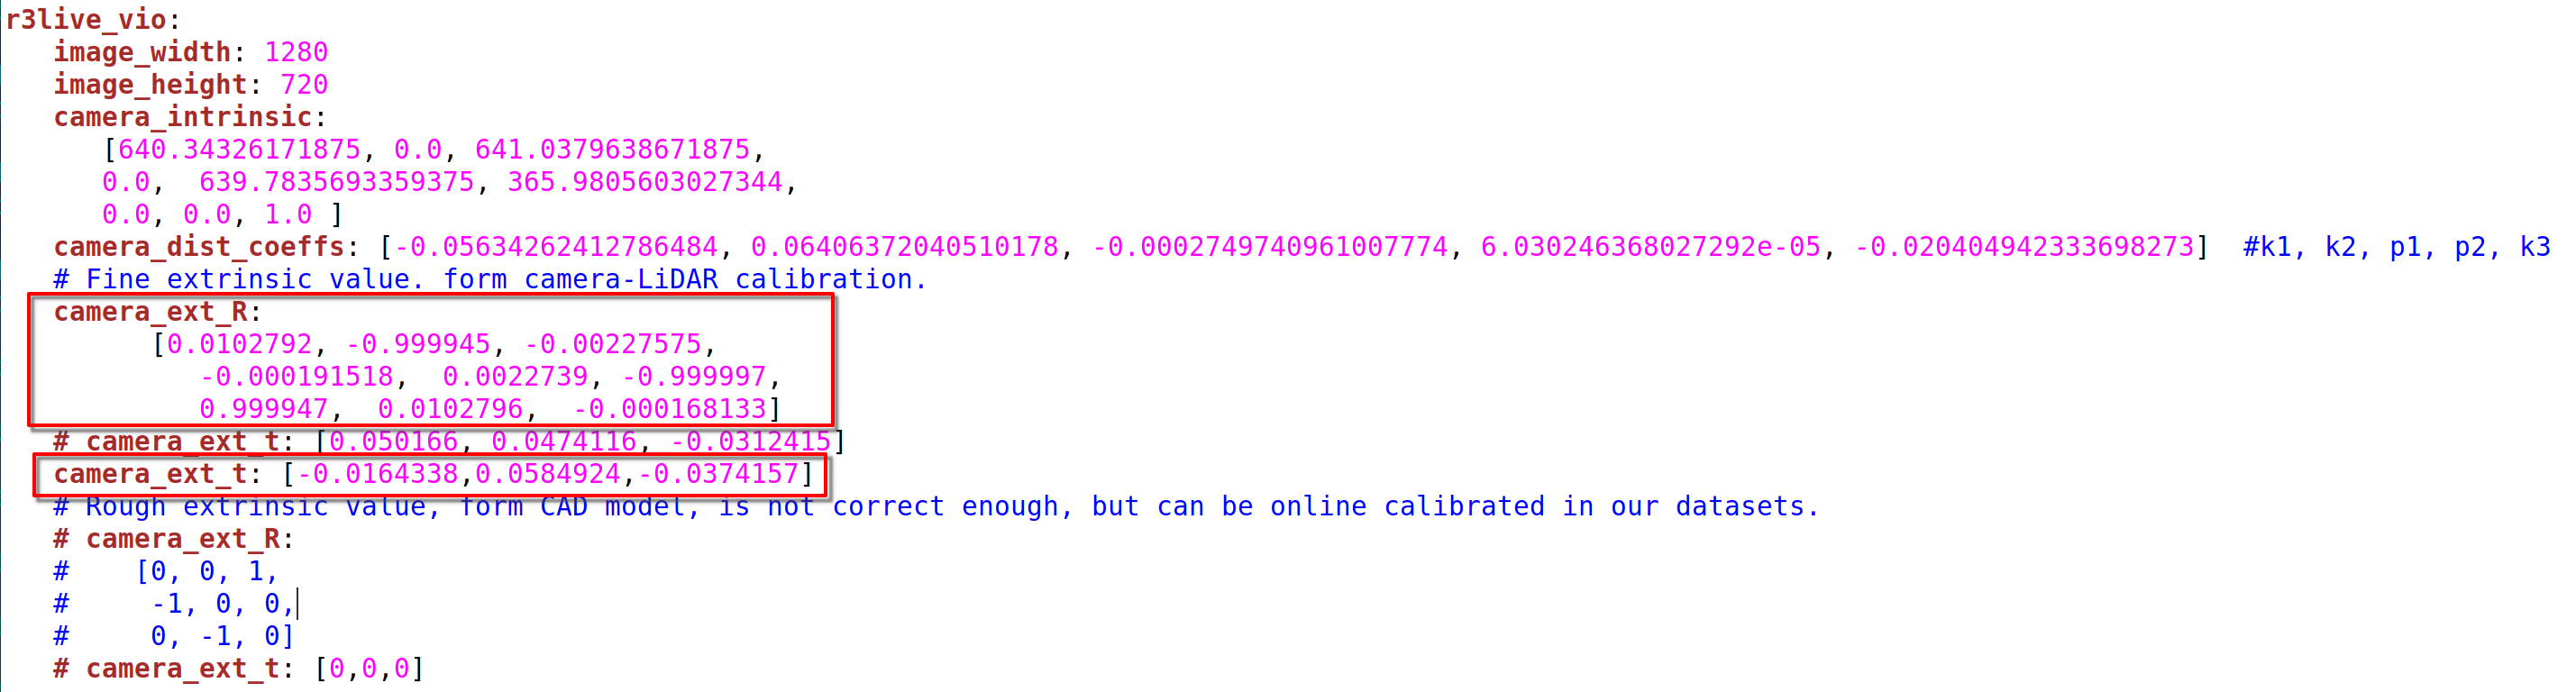 r3live_vio:
image_width: 1280
image_height: 720
camera_intrinsic:
[640.34326171875, 0.0, 641.0379638671875,
0.0, 639.7835693359375, 365.9805603027344,
0.0, 0.0, 1.0 ]
camera_dist_coeffs: [-0.05634262412786484, 0.06406372040510178, -0.0002749740961007774, 6.030246368027292e-05, -0.020404942333698273] #k1, k2, p1, p2, k3
# Fine extrinsic value. form camera-LiDAR calibration.
camera_ext_R:
[0.0102792, -0.999945, -0.00227575,
-0.000191518, 0.0022739, -0.999997,
0.999947, 0.0102796, -0.000168133]
# camera_ext_t: [0.050166, 0.0474116, -0.0312415]
camera_ext_t: [-0.0164338,0.0584924,-0.0374157]
# Rough extrinsic value, form CAD model, is not correct enough, but can be online calibrated in our datasets.
# camera_ext_R:
# [0, 0, 1,
# -1, 0, 0,
# 0, -1, 0]
# camera_ext_t: [0,0,0]